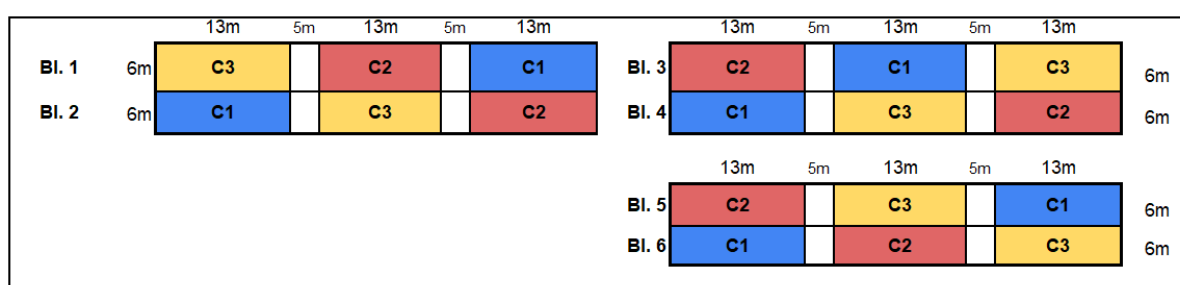 13m 5m 13m 5m 13m 13m 5m 13m 5m 13m
Bl. 1 6m C3 C2 C1 Bl. 3 C2 C1 C3 6m
Bl. 2 6m C1 C3 C2 Bl. 4 C1 C3 C2 6m
13m 5m 13m 5m 13m
Bl. 5 C2 C3 C1 6m
Bl. 6 C1 C2 C3 6m